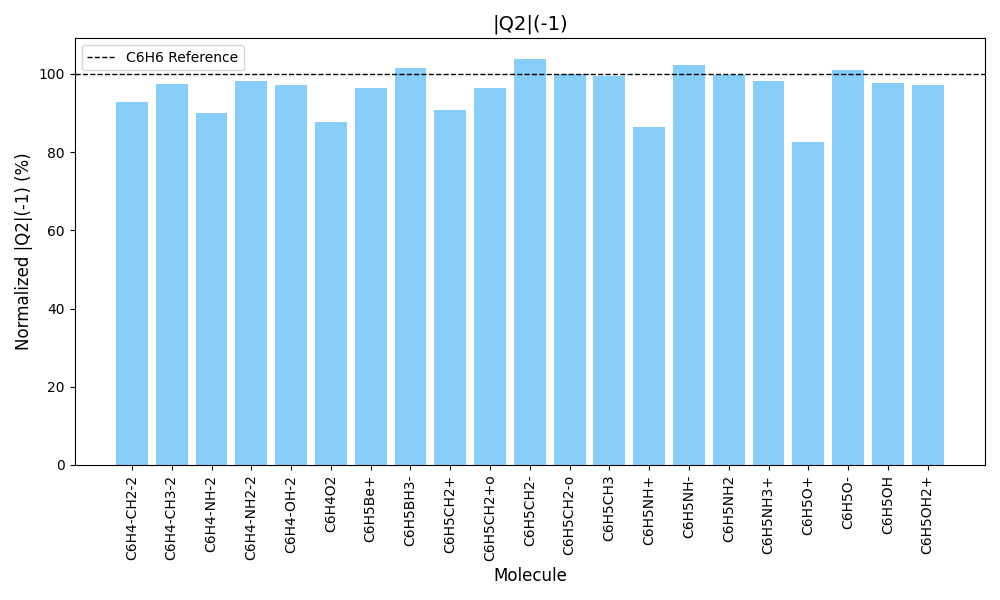 |Q2|(-1)
C6H6 Reference
Normalized |Q2|(-1) (%)
100
80
60
40
20
0
C6H4-CH2-2
C6H4-CH3-2
C6H4-NH-2
C6H4-NH2-2
C6H4-OH-2
C6H4O2
C6H5Be+
C6H5BH3-
C6H5CH2+
C6H5CH2+o
C6H5CH2-
C6H5CH2-o
C6H5CH3
C6H5NH+
C6H5NH-
C6H5NH2
C6H5NH3+
C6H5O+
C6H5O-
C6H5OH
C6H5OH2+
Molecule